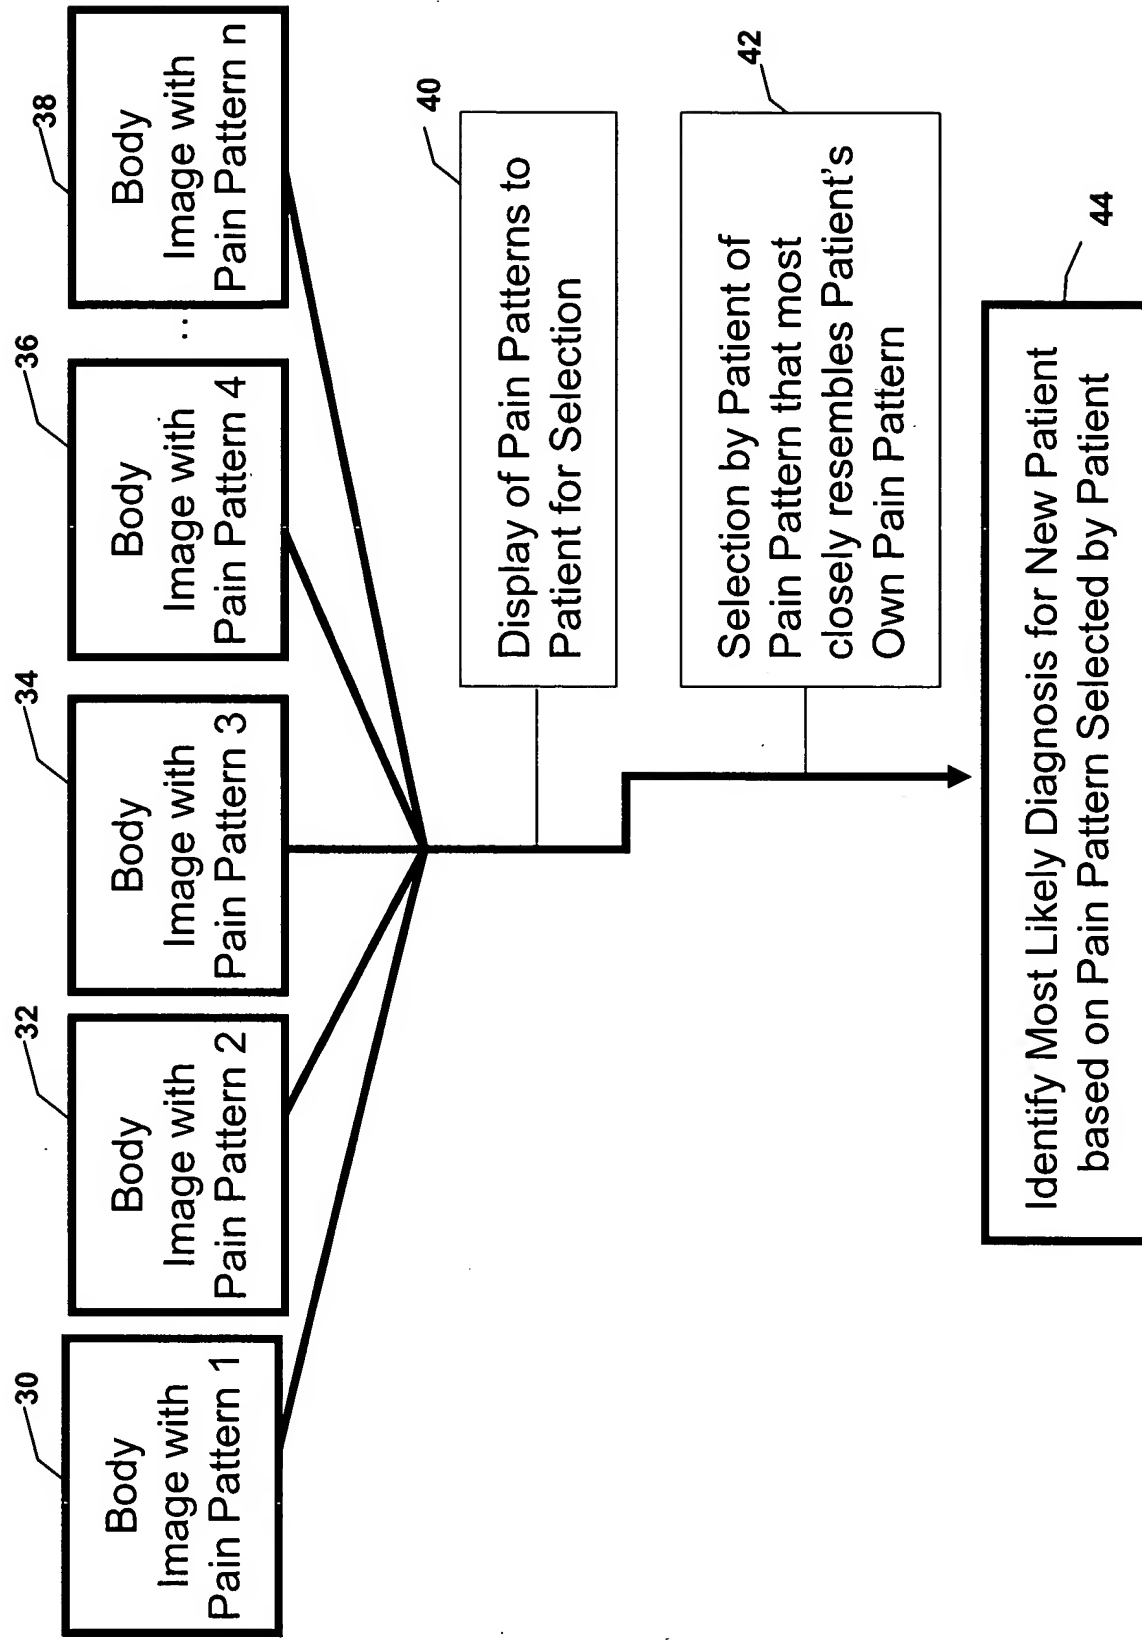 30
Body
Image with
Pain Pattern 1
32
Body
Image with
Pain Pattern 2
34
Body
Image with
Pain Pattern 3
36
Body
Image with
Pain Pattern 4
...
38
Body
Image with
Pain Pattern n
40
Display of Pain Patterns to
Patient for Selection
42
Selection by Patient of
Pain Pattern that most
closely resembles Patient's
Own Pain Pattern
44
Identify Most Likely Diagnosis for New Patient
based on Pain Pattern Selected by Patient